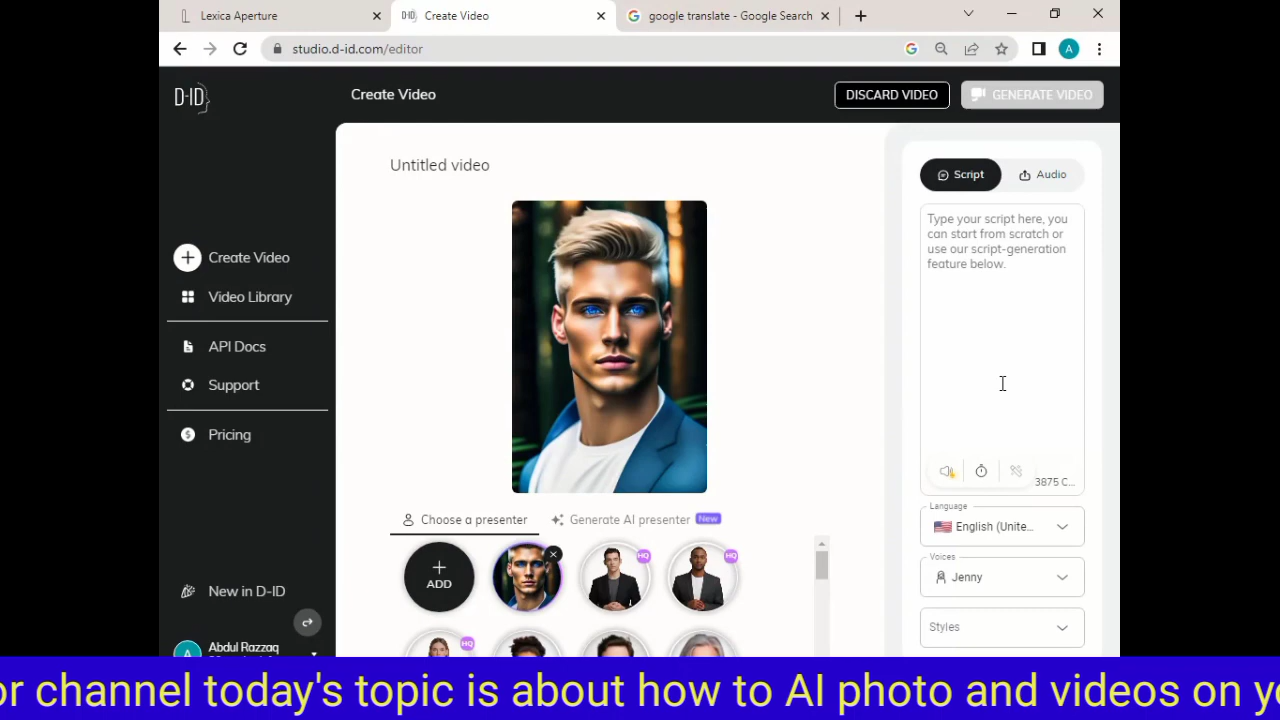 Lexica Aperture
Create Video
google translate - Google Search
studio.d-id.com/editor
A
D-ID
Create Video
DISCARD VIDEO
GENERATE VIDEO
Untitled video
Script
Audio
Type your script here, you
can start from scratch or
use our script-generation
feature below.
3875 C...
Create Video
Video Library
API Docs
Support
Pricing
Choose a presenter
Generate AI presenter
New
ADD
HQ
HQ
HQ
Language
English (Unite...
Voices
Jenny
Styles
New in D-ID
A
Abdul Razzaq
or channel today's topic is about how to AI photo and videos on yo